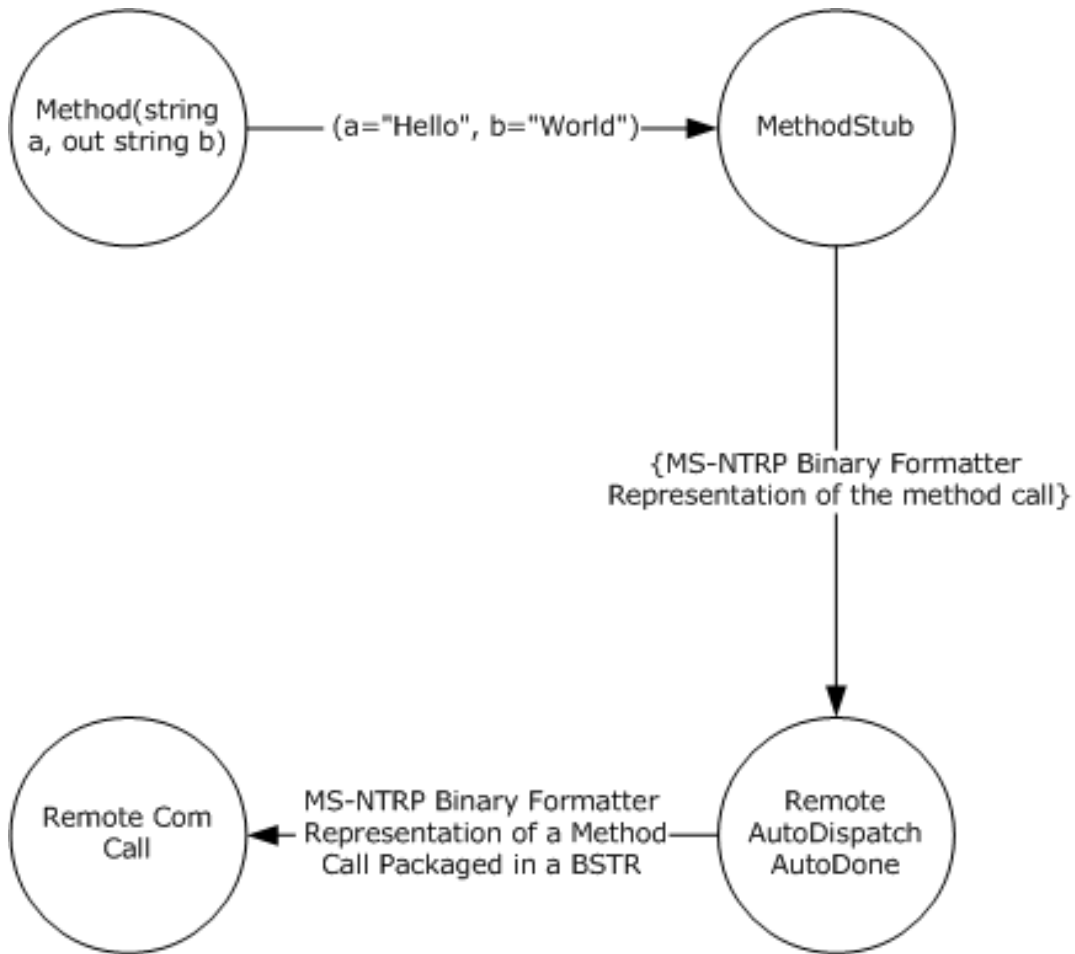 Method(string
a, out string b)
(a="Hello", b="World")
MethodStub
{MS-NTRP Binary Formatter
Representation of the method call}
Remote
AutoDispatch
AutoDone
MS-NTRP Binary Formatter
Representation of a Method
Call Packaged in a BSTR
Remote Com
Call